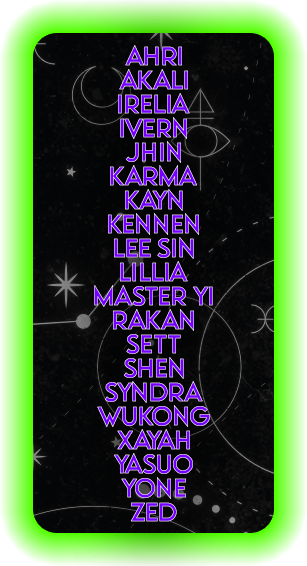 AHRI
AKALI
IRELIA
IVERN
JHIN
KARMA
KAYN
KENNEN
LEE SIN
LILLIA
MASTER YI
RAKAN
SETT
SHEN
SYNDRA
WUKONG
XAYAH
YASUO
YONE
ZED